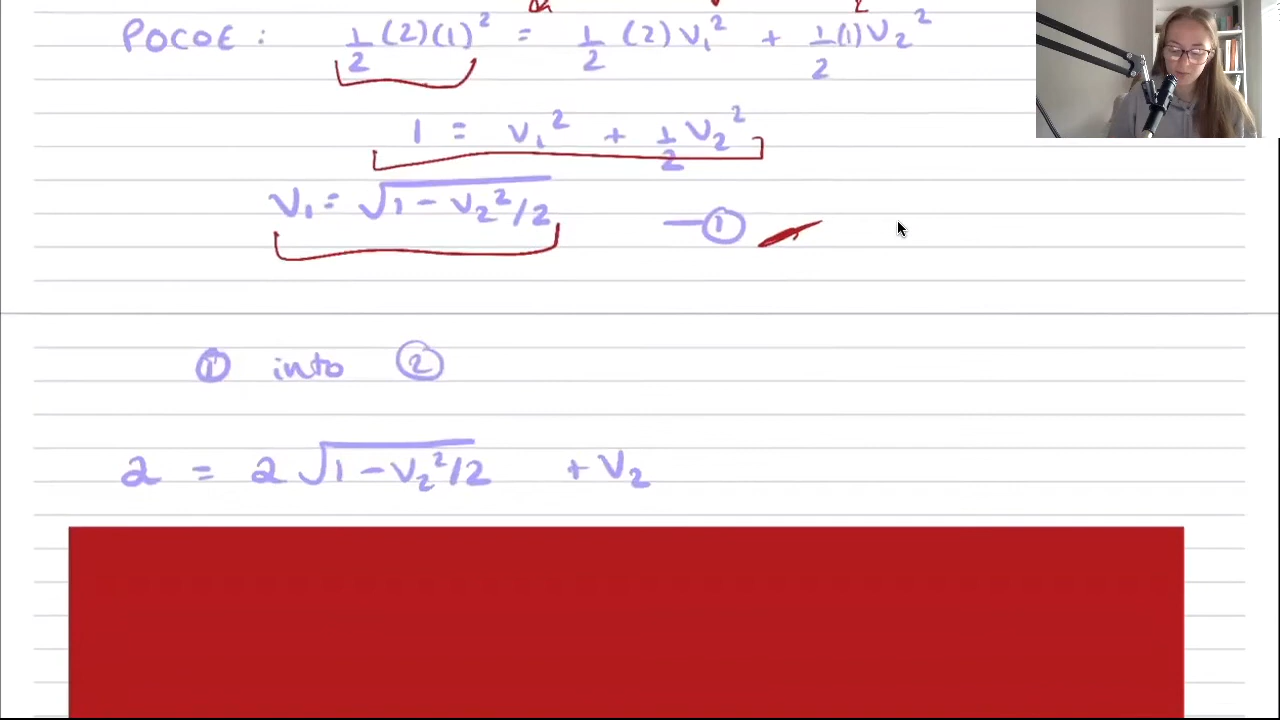 POCOE : 1/2 (2)(1)² = 1/2 (2) V₁² + 1/2 (1) V₂²
1 = V₁² + 1/2 V₂²
V₁ = √(1 - V₂²/2) — ①
① into ②
2 = 2 √(1 - V₂²/2) + V₂